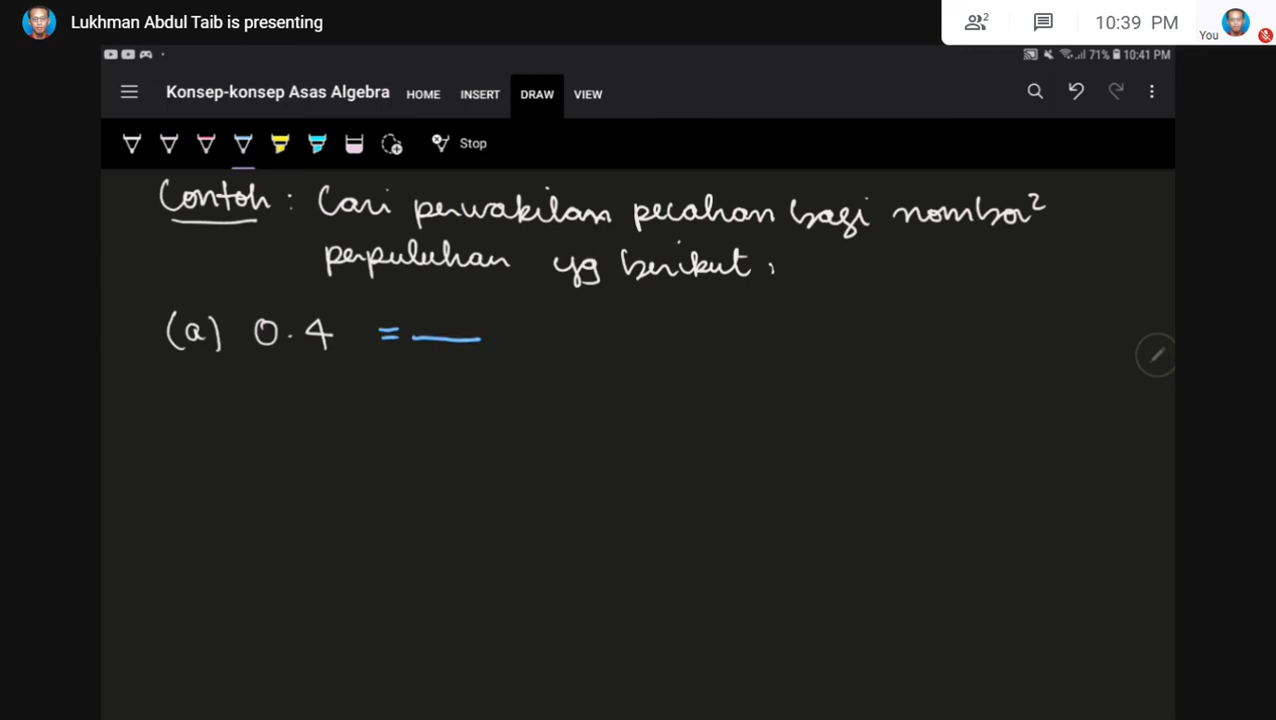 Lukhman Abdul Taib is presenting
2
10:39 PM
You
71% 10:41 PM
Konsep-konsep Asas Algebra HOME INSERT DRAW VIEW
Stop
Contoh : Cari perwakilan pecahan bagi nombor²
perpuluhan yg berikut :
(a) 0.4 =